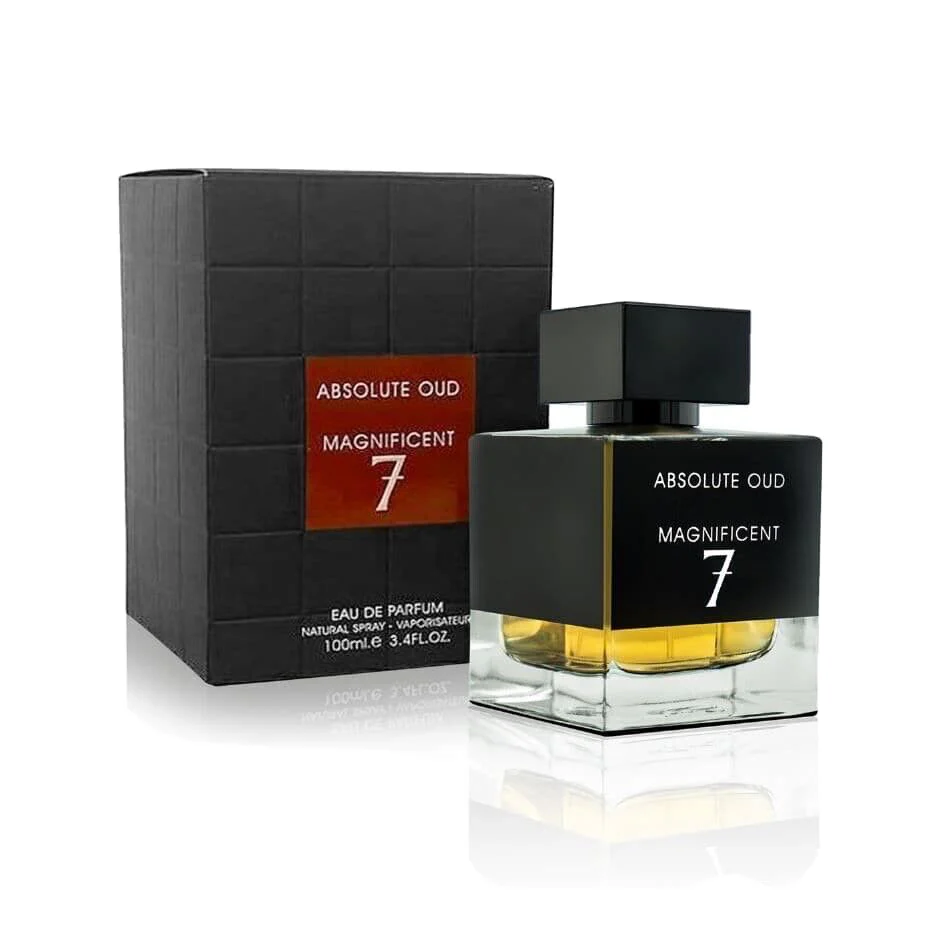 ABSOLUTE OUD
MAGNIFICENT
7
EAU DE PARFUM
NATURAL SPRAY - VAPORISATEUR
100ml.e 3.4FL.OZ.
ABSOLUTE OUD
MAGNIFICENT
7